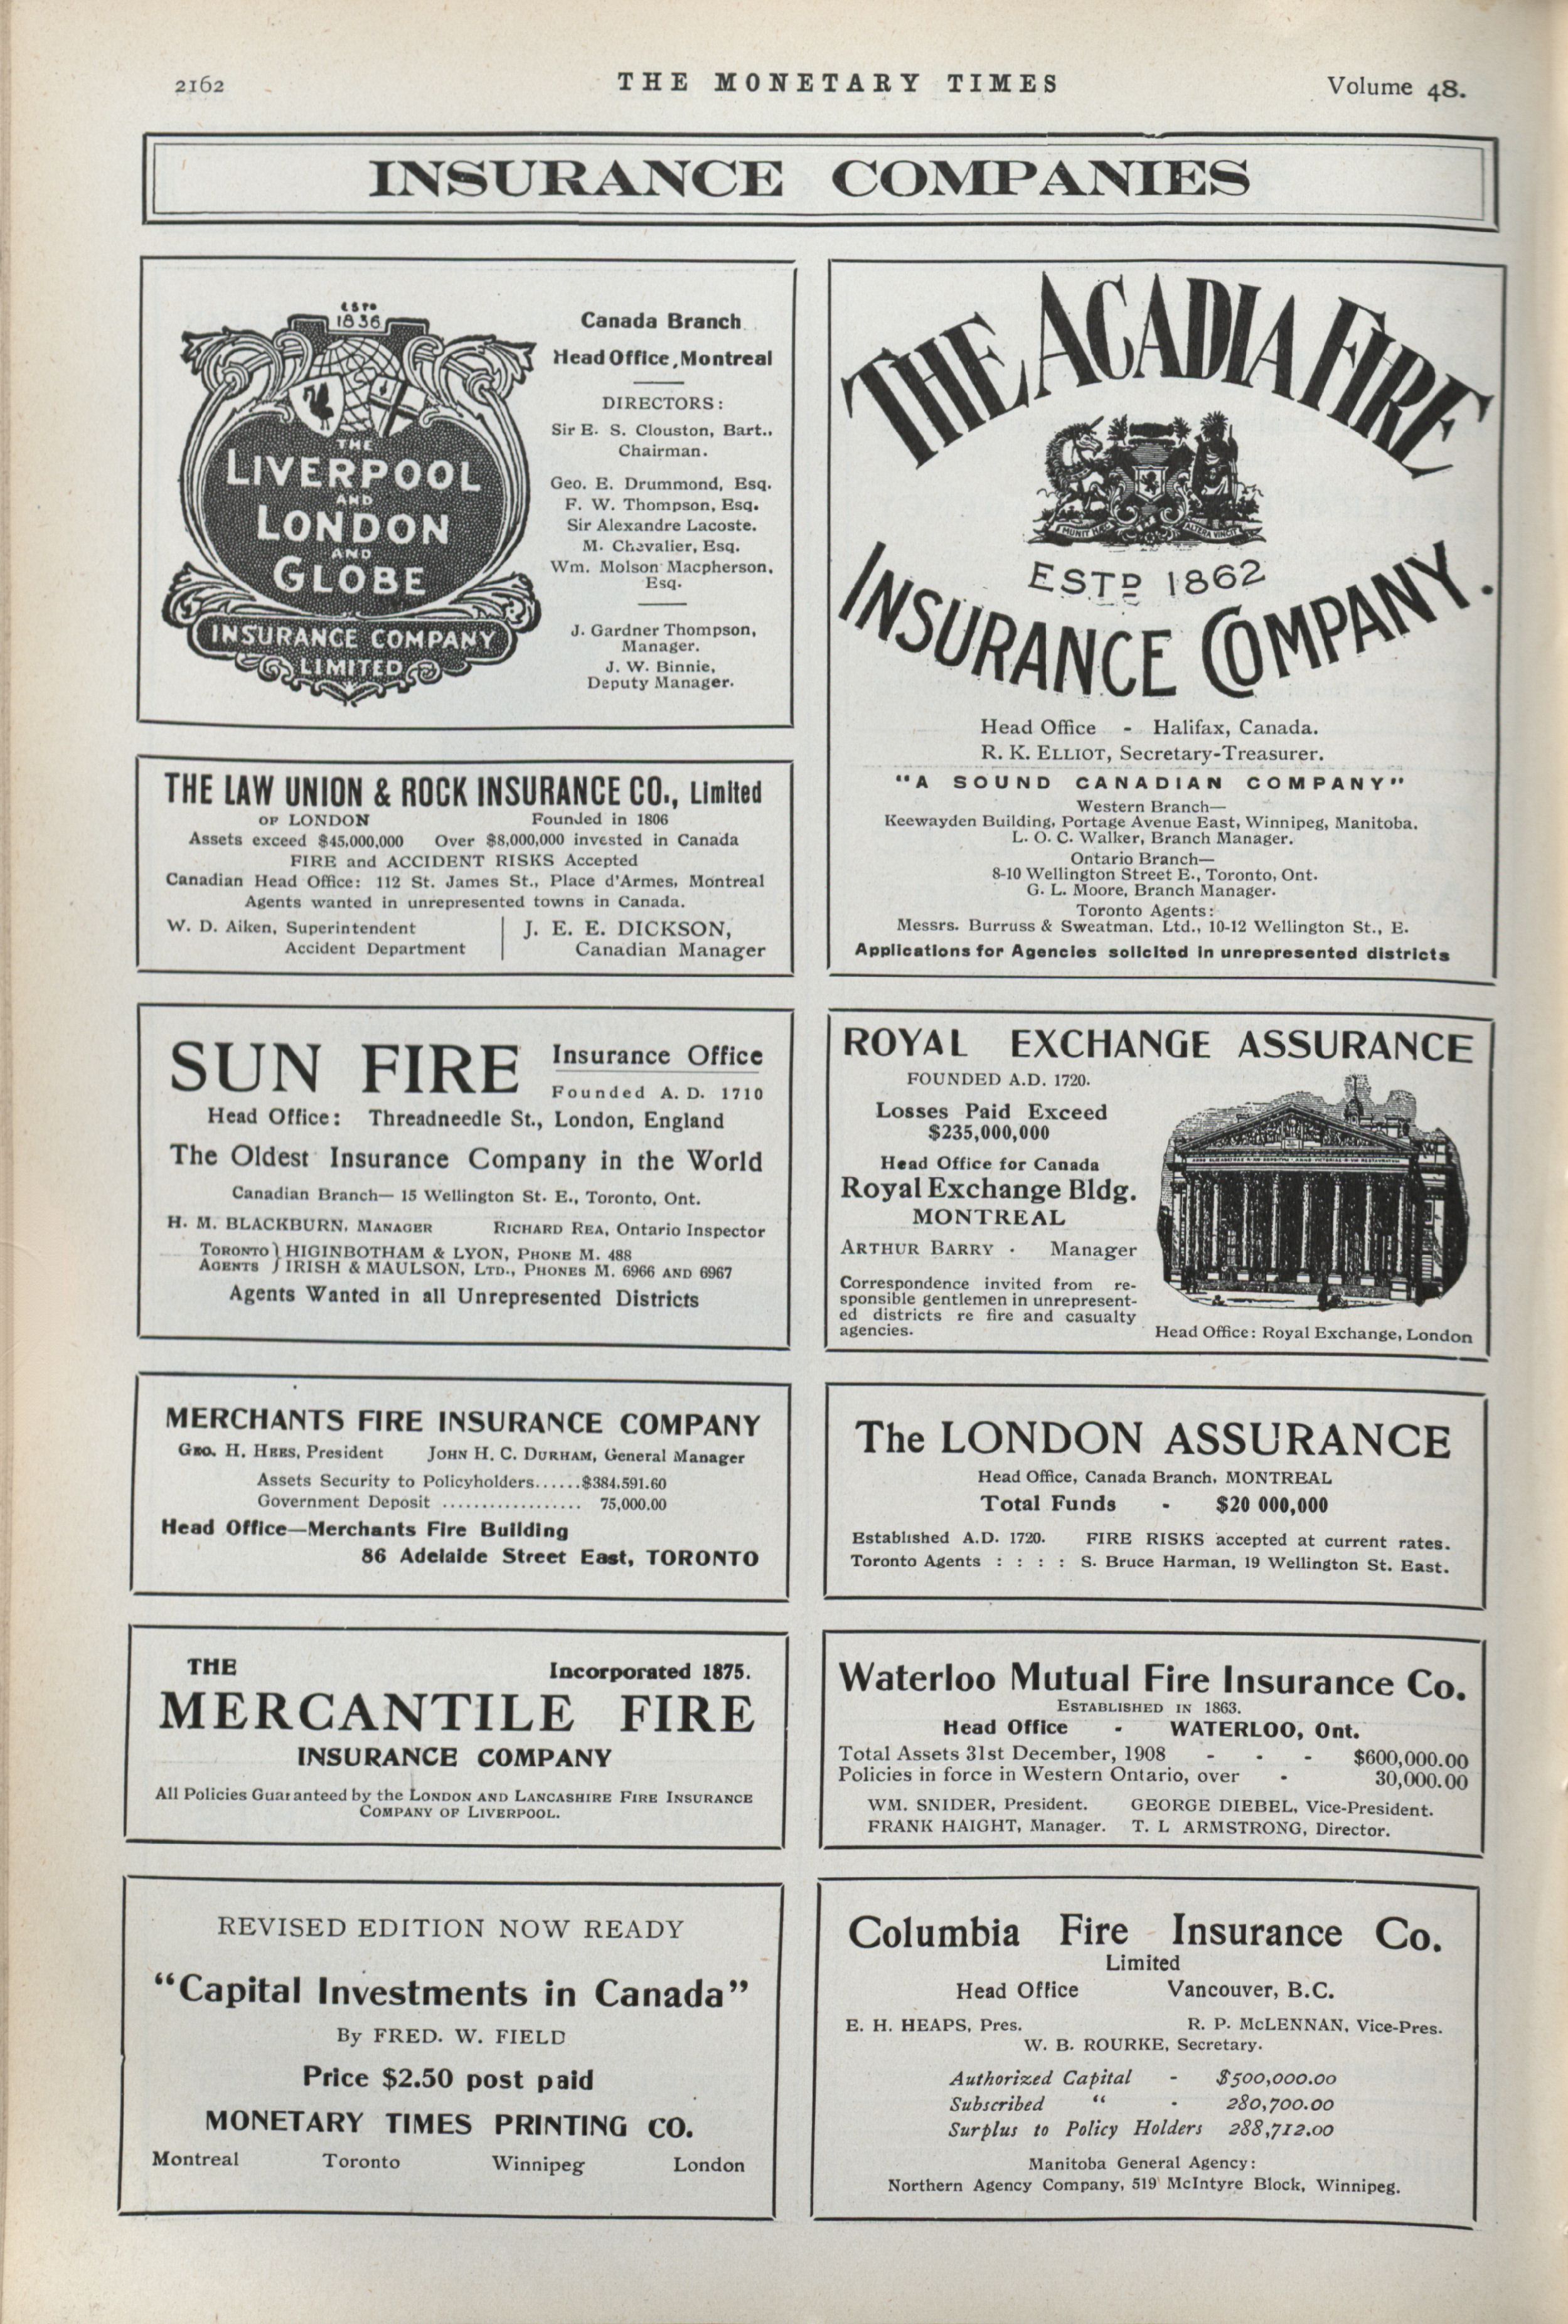 2162
THE MONETARY TIMES
Volume 48.
INSURANCE COMPANIES
ESTD
1836
THE
LIVERPOOL
AND
LONDON
AND
GLOBE
INSURANCE COMPANY
LIMITED
Canada Branch
Head Office, Montreal
DIRECTORS:
Sir E. S. Clouston, Bart.,
Chairman.
Geo. E. Drummond, Esq.
F. W. Thompson, Esq.
Sir Alexandre Lacoste.
M. Chevalier, Esq.
Wm. Molson Macpherson,
Esq.
J. Gardner Thompson,
Manager.
J. W. Binnie,
Deputy Manager.
THE ACADIA FIRE
MUNIT HAEC ALTERA VINCIT
ESTD 1862
INSURANCE COMPANY.
Head Office - Halifax, Canada.
R. K. ELLIOT, Secretary-Treasurer.
"A SOUND CANADIAN COMPANY"
Western Branch—
Keewayden Building, Portage Avenue East, Winnipeg, Manitoba.
L. O. C. Walker, Branch Manager.
Ontario Branch—
8-10 Wellington Street E., Toronto, Ont.
G. L. Moore, Branch Manager.
Toronto Agents:
Messrs. Burruss & Sweatman, Ltd., 10-12 Wellington St., E.
Applications for Agencies solicited in unrepresented districts
THE LAW UNION & ROCK INSURANCE CO., Limited
OF LONDON Founded in 1806
Assets exceed $45,000,000 Over $8,000,000 invested in Canada
FIRE and ACCIDENT RISKS Accepted
Canadian Head Office: 112 St. James St., Place d'Armes, Montreal
Agents wanted in unrepresented towns in Canada.
W. D. Aiken, Superintendent
Accident Department
J. E. E. DICKSON,
Canadian Manager
SUN FIRE Insurance Office
Founded A. D. 1710
Head Office: Threadneedle St., London, England
The Oldest Insurance Company in the World
Canadian Branch— 15 Wellington St. E., Toronto, Ont.
H. M. BLACKBURN, MANAGER RICHARD REA, Ontario Inspector
TORONTO } HIGINBOTHAM & LYON, PHONE M. 488
AGENTS } IRISH & MAULSON, LTD., PHONES M. 6966 AND 6967
Agents Wanted in all Unrepresented Districts
ROYAL EXCHANGE ASSURANCE
FOUNDED A.D. 1720.
Losses Paid Exceed
$235,000,000
Head Office for Canada
Royal Exchange Bldg.
MONTREAL
ARTHUR BARRY · Manager
Correspondence invited from re-
sponsible gentlemen in unrepresent-
ed districts re fire and casualty
agencies.
Head Office: Royal Exchange, London
MERCHANTS FIRE INSURANCE COMPANY
GEO. H. HEES, President JOHN H. C. DURHAM, General Manager
Assets Security to Policyholders......$384,591.60
Government Deposit .................. 75,000.00
Head Office—Merchants Fire Building
86 Adelaide Street East, TORONTO
The LONDON ASSURANCE
Head Office, Canada Branch, MONTREAL
Total Funds - $20 000,000
Established A.D. 1720. FIRE RISKS accepted at current rates.
Toronto Agents : : : : S. Bruce Harman, 19 Wellington St. East.
THE Incorporated 1875.
MERCANTILE FIRE
INSURANCE COMPANY
All Policies Guaranteed by the LONDON AND LANCASHIRE FIRE INSURANCE
COMPANY OF LIVERPOOL.
Waterloo Mutual Fire Insurance Co.
ESTABLISHED IN 1863.
Head Office - WATERLOO, Ont.
Total Assets 31st December, 1908 - - - $600,000.00
Policies in force in Western Ontario, over - 30,000.00
WM. SNIDER, President. GEORGE DIEBEL, Vice-President.
FRANK HAIGHT, Manager. T. L ARMSTRONG, Director.
REVISED EDITION NOW READY
"Capital Investments in Canada"
By FRED. W. FIELD
Price $2.50 post paid
MONETARY TIMES PRINTING CO.
Montreal Toronto Winnipeg London
Columbia Fire Insurance Co.
Limited
Head Office Vancouver, B.C.
E. H. HEAPS, Pres. R. P. McLENNAN, Vice-Pres.
W. B. ROURKE, Secretary.
Authorized Capital - $500,000.00
Subscribed " - 280,700.00
Surplus to Policy Holders 288,712.00
Manitoba General Agency:
Northern Agency Company, 519 McIntyre Block, Winnipeg.